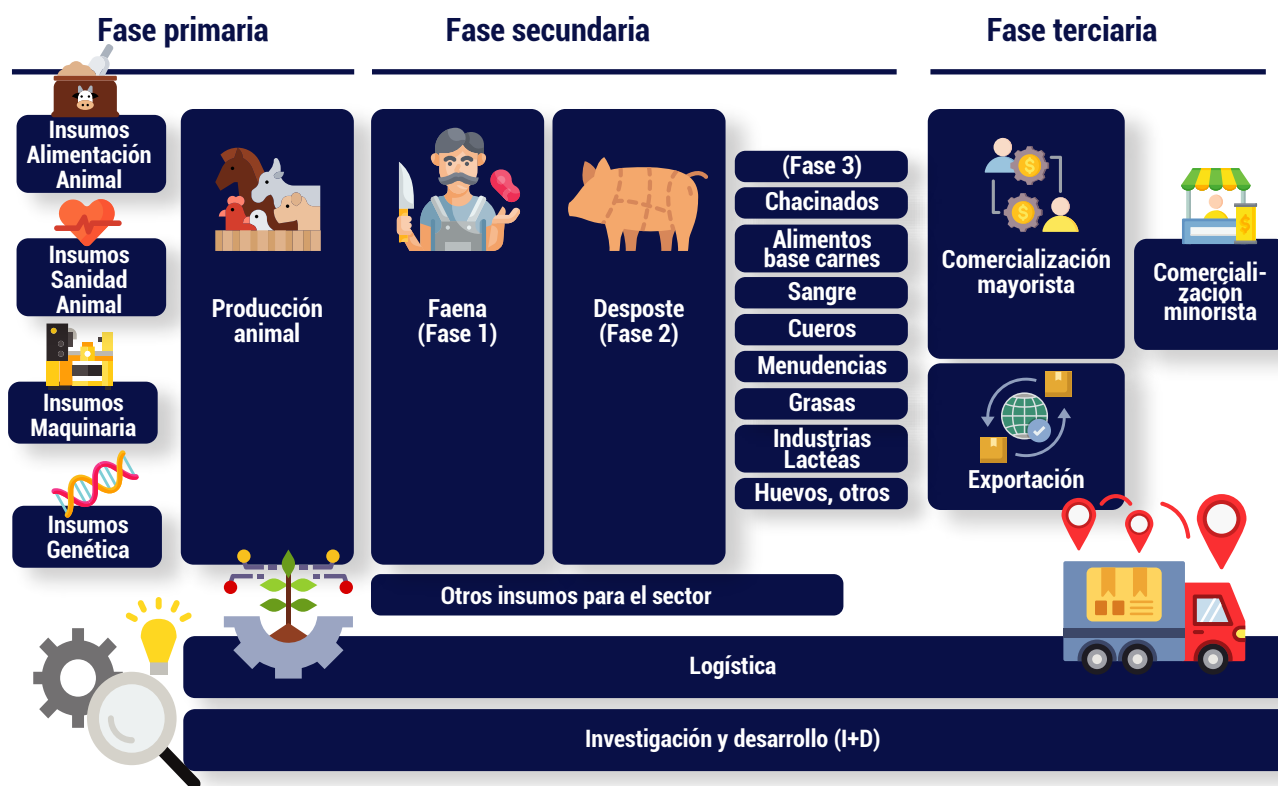 Fase primaria
Fase secundaria
Fase terciaria
Insumos
Alimentación
Animal
Insumos
Sanidad
Animal
Insumos
Maquinaria
Insumos
Genética
Producción
animal
Faena
(Fase 1)
Desposte
(Fase 2)
(Fase 3)
Chacinados
Alimentos
base carnes
Sangre
Cueros
Menudencias
Grasas
Industrias
Lactéas
Huevos, otros
Comercialización
mayorista
Exportación
Comerciali-
zación
minorista
Otros insumos para el sector
Logística
Investigación y desarrollo (I+D)